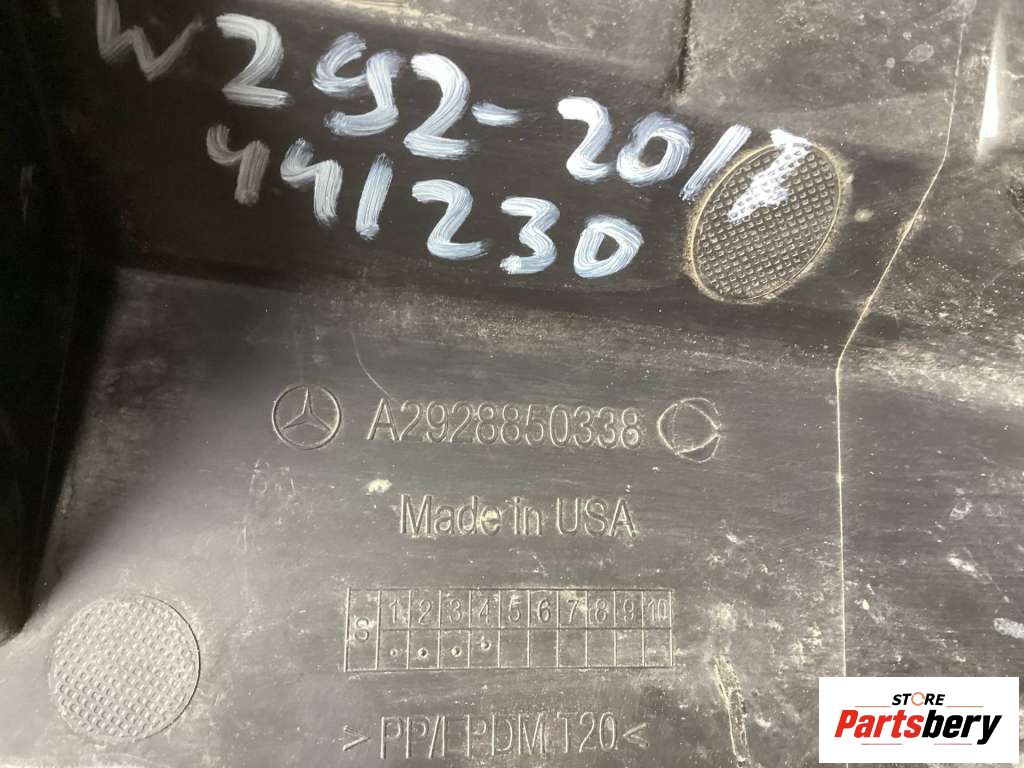 W292-2017
441230
A2928850338
Made in USA
S 1 2 3 4 5 6 7 8 9 10
>PP/EPDM T20<
STORE
Partsbery